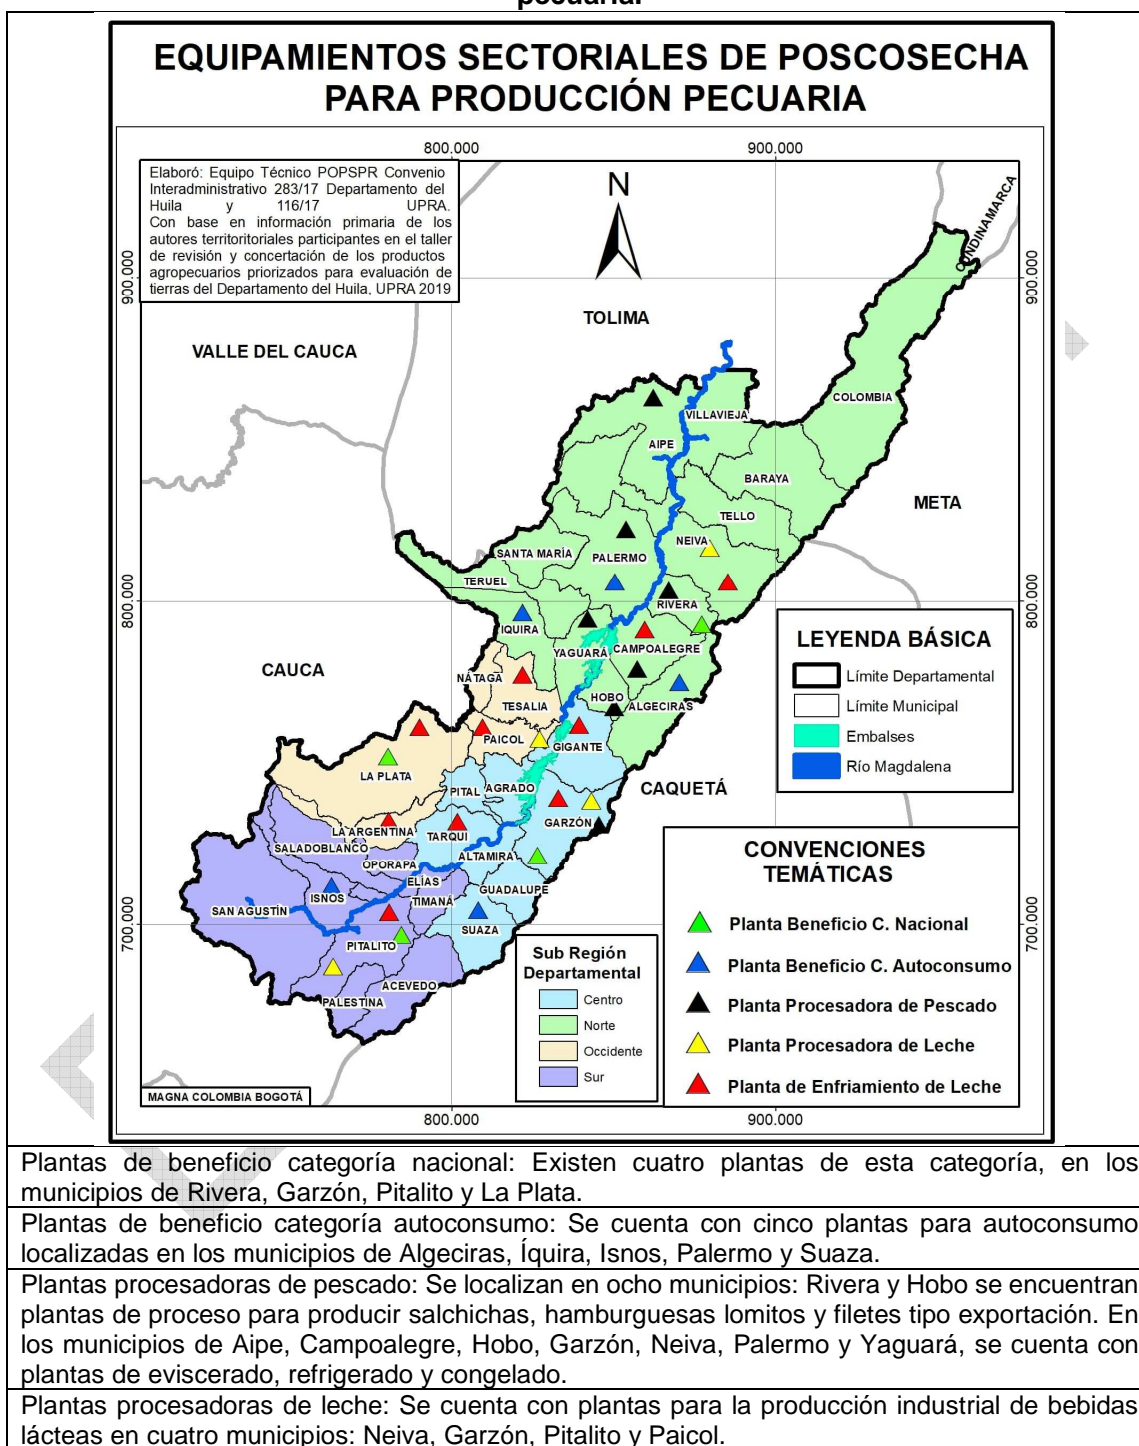 pecuaria.
EQUIPAMIENTOS SECTORIALES DE POSCOSECHA
PARA PRODUCCIÓN PECUARIA
800.000
900.000
Elaboró: Equipo Técnico POPSPR Convenio
Interadministrativo 283/17 Departamento del
Huila y 116/17 UPRA.
Con base en información primaria de los
autores territoritoriales participantes en el taller
de revisión y concertación de los productos
agropecuarios priorizados para evaluación de
tierras del Departamento del Huila, UPRA 2019
N
CUNDINAMARCA
900.000
900.000
TOLIMA
VALLE DEL CAUCA
COLOMBIA
VILLAVIEJA
AIPE
BARAYA
META
TELLO
NEIVA
SANTA MARÍA
PALERMO
TERUEL
800.000
RIVERA
800.000
IQUIRA
LEYENDA BÁSICA
YAGUARÁ
CAMPOALEGRE
CAUCA
NÁTAGA
Límite Departamental
HOBO
ALGECIRAS
TESALIA
Límite Municipal
PAICOL
GIGANTE
Embalses
Río Magdalena
LA PLATA
PITAL
AGRADO
CAQUETÁ
GARZÓN
LA ARGENTINA
TARQUI
SALADOBLANCO
ALTAMIRA
OPORAPA
ELÍAS
GUADALUPE
ISNOS
TIMANÁ
SAN AGUSTÍN
SUAZA
700.000
700.000
PITALITO
ACEVEDO
PALESTINA
CONVENCIONES
TEMÁTICAS
Planta Beneficio C. Nacional
Planta Beneficio C. Autoconsumo
Planta Procesadora de Pescado
Planta Procesadora de Leche
Planta de Enfriamiento de Leche
Sub Región
Departamental
Centro
Norte
Occidente
Sur
MAGNA COLOMBIA BOGOTÁ
800.000
900.000
Plantas de beneficio categoría nacional: Existen cuatro plantas de esta categoría, en los
municipios de Rivera, Garzón, Pitalito y La Plata.
Plantas de beneficio categoría autoconsumo: Se cuenta con cinco plantas para autoconsumo
localizadas en los municipios de Algeciras, Íquira, Isnos, Palermo y Suaza.
Plantas procesadoras de pescado: Se localizan en ocho municipios: Rivera y Hobo se encuentran
plantas de proceso para producir salchichas, hamburguesas lomitos y filetes tipo exportación. En
los municipios de Aipe, Campoalegre, Hobo, Garzón, Neiva, Palermo y Yaguará, se cuenta con
plantas de eviscerado, refrigerado y congelado.
Plantas procesadoras de leche: Se cuenta con plantas para la producción industrial de bebidas
lácteas en cuatro municipios: Neiva, Garzón, Pitalito y Paicol.